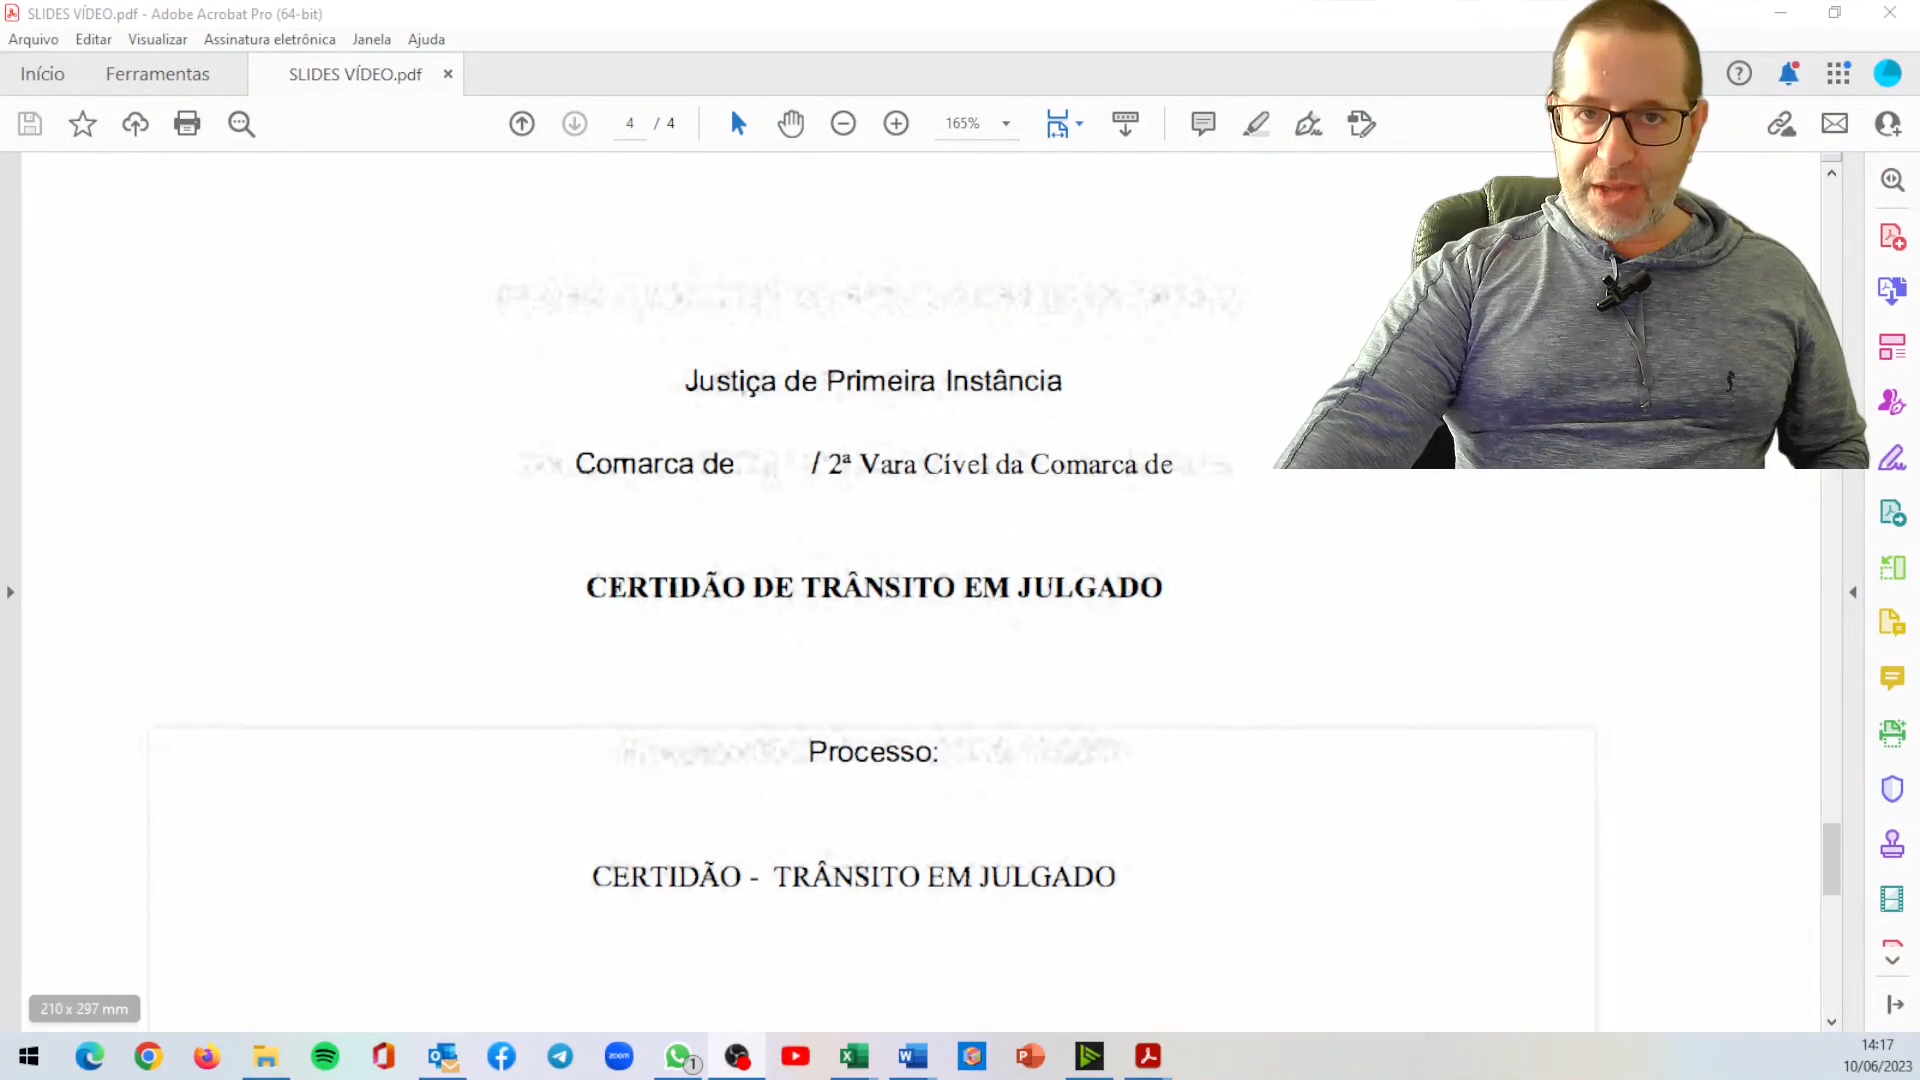 SLIDES VÍDEO.pdf - Adobe Acrobat Pro (64-bit)
Arquivo Editar Visualizar Assinatura eletrônica Janela Ajuda
Início Ferramentas SLIDES VÍDEO.pdf ×
4 / 4 165%
Justiça de Primeira Instância
Comarca de / 2ª Vara Cível da Comarca de
CERTIDÃO DE TRÂNSITO EM JULGADO
Processo:
CERTIDÃO - TRÂNSITO EM JULGADO
210 x 297 mm
zoom
1
14:17
10/06/2023